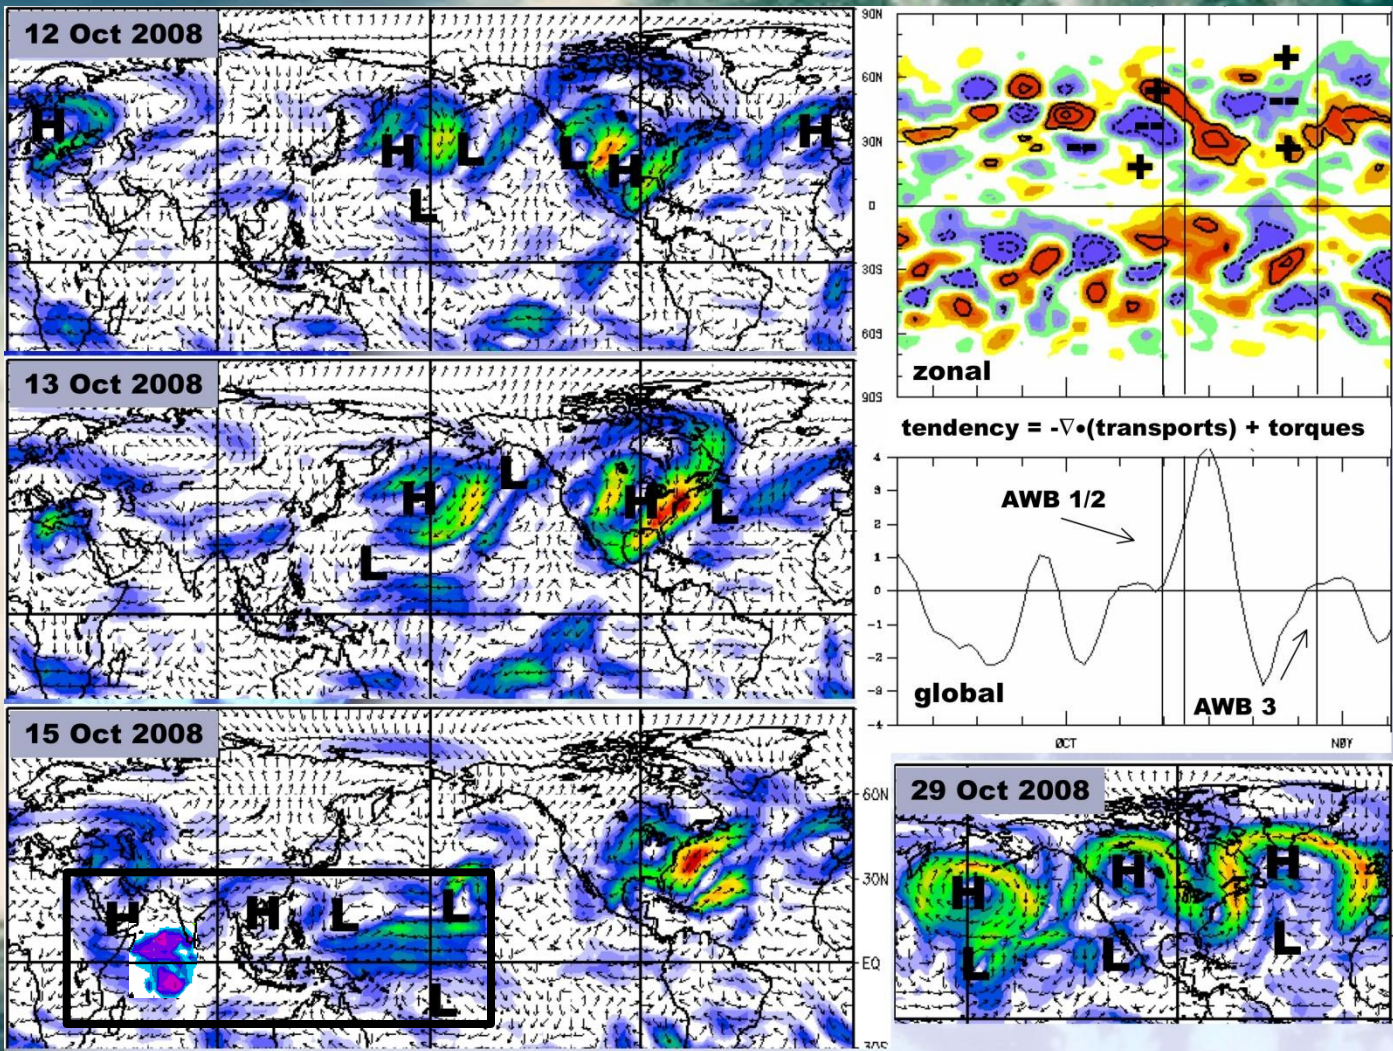 12 Oct 2008
H
H
L
L
L
H
H
L
13 Oct 2008
H
L
L
H
L
15 Oct 2008
H
H
L
L
L
60N
30N
EQ
30S
90N
60N
30N
0
30S
60S
90S
+
+
--
--
--
+
+
zonal
tendency = -∇•(transports) + torques
4
3
2
1
0
-1
-2
-3
-4
AWB 1/2
AWB 3
global
OCT
NOV
29 Oct 2008
H
H
H
L
L
L